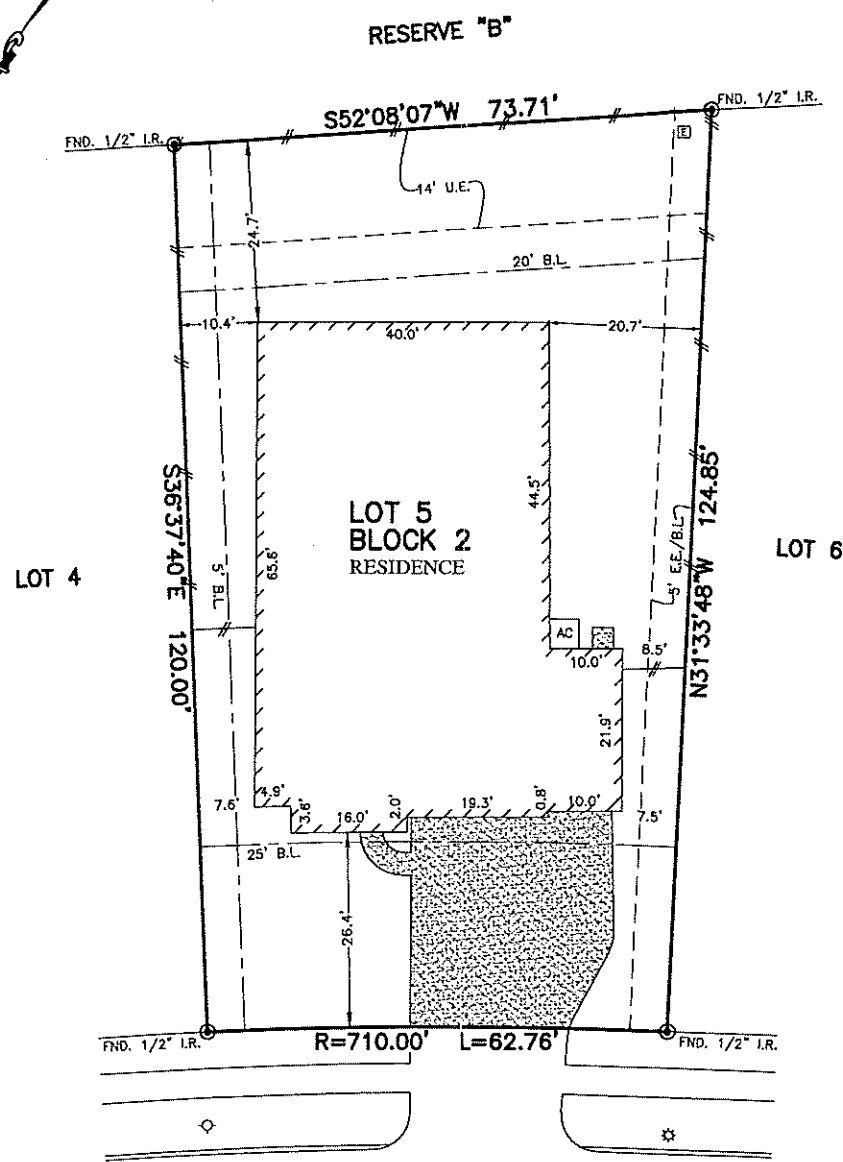 RESERVE "B"
S52°08'07"W 73.71'
FND. 1/2" I.R.
FND. 1/2" I.R.
E
14' U.E.
24.7'
20' B.L.
10.4'
40.0'
20.7'
44.5'
S36°37'40"E 120.00'
N31°33'48"W 124.85'
LOT 5
BLOCK 2
RESIDENCE
LOT 4
LOT 6
5' B.L.
65.6'
5' E.E./B.L.
AC
10.0'
8.5'
21.9'
4.9'
3.6'
16.0'
2.0'
19.3'
0.8'
10.0'
7.6'
7.5'
25' B.L.
26.4'
FND. 1/2" I.R.
R=710.00' L=62.76'
FND. 1/2" I.R.